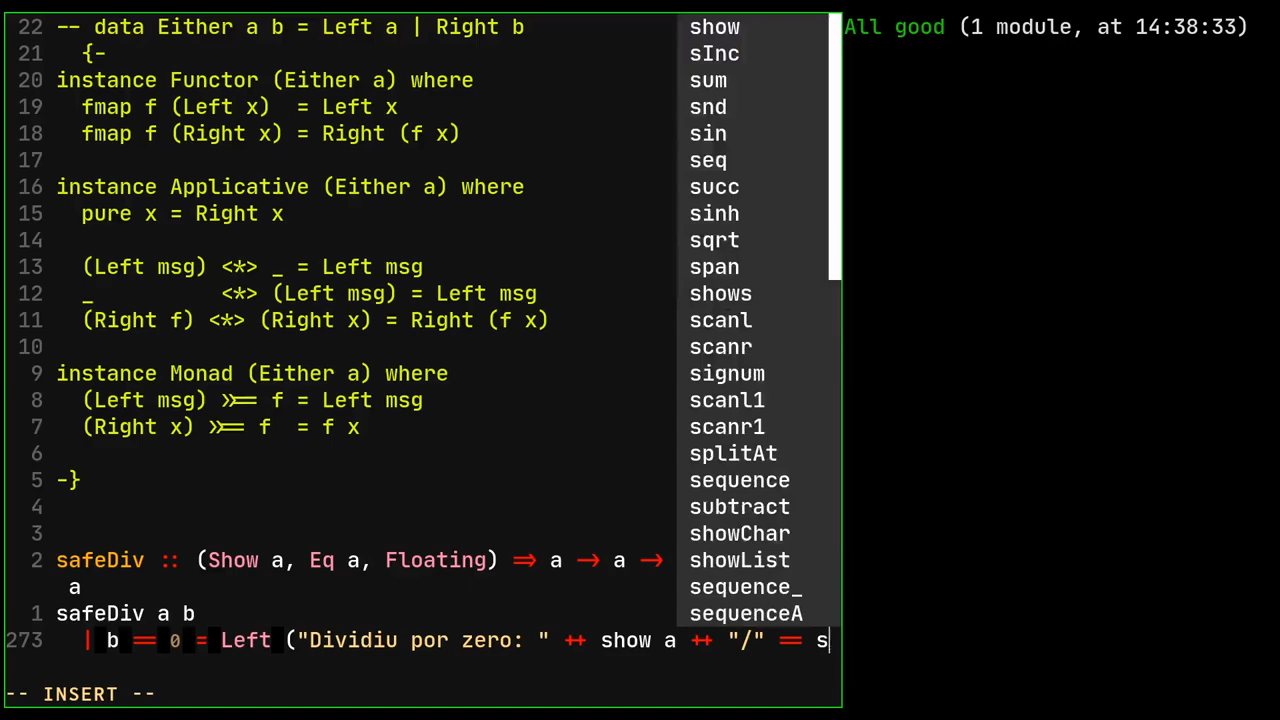 22 -- data Either a b = Left a | Right b
21   {-
20 instance Functor (Either a) where
19   fmap f (Left x)  = Left x
18   fmap f (Right x) = Right (f x)
17
16 instance Applicative (Either a) where
15   pure x = Right x
14
13   (Left msg) <*> _ = Left msg
12   _          <*> (Left msg) = Left msg
11   (Right f) <*> (Right x) = Right (f x)
10
9 instance Monad (Either a) where
8   (Left msg) >>= f = Left msg
7   (Right x) >>= f  = f x
6
5 -}
4
3
2 safeDiv :: (Show a, Eq a, Floating) => a -> a ->
a
1 safeDiv a b
273   | b == 0 = Left ("Dividiu por zero: " ++ show a ++ "/" == s
-- INSERT --
show
sInc
sum
snd
sin
seq
succ
sinh
sqrt
span
shows
scanl
scanr
signum
scanl1
scanr1
splitAt
sequence
subtract
showChar
showList
sequence_
sequenceA
All good (1 module, at 14:38:33)